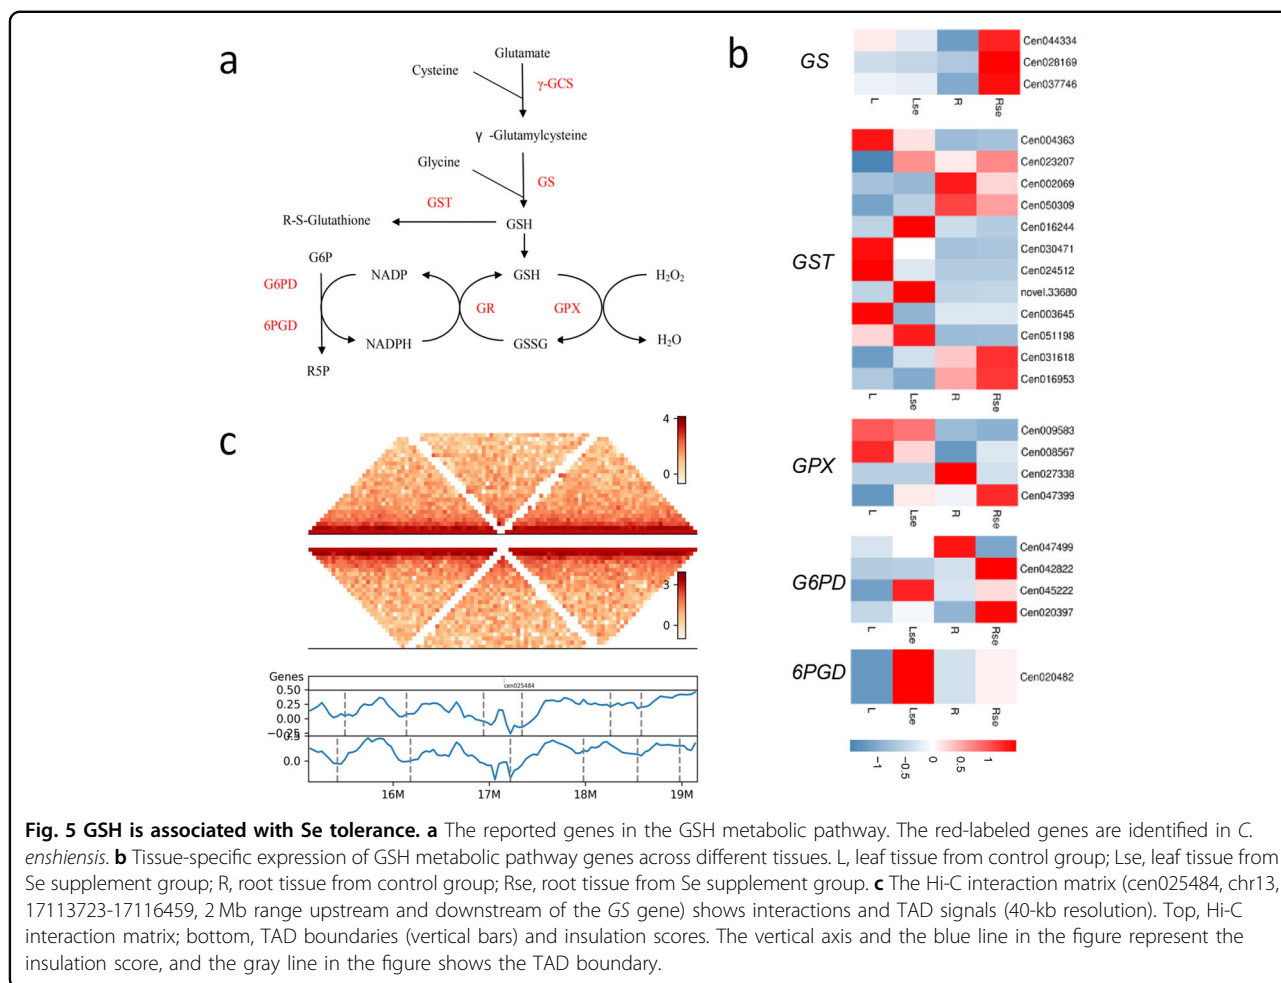 a
Glutamate
Cysteine
γ-GCS
γ -Glutamylcysteine
Glycine
GS
GST
R-S-Glutathione
GSH
G6P
G6PD
NADP
GSH
H2O2
6PGD
GR
GPX
NADPH
GSSG
H2O
R5P
b
GS
Cen044334
Cen028169
Cen037746
L
Lse
R
Rse
GST
Cen004363
Cen023207
Cen002069
Cen050309
Cen016244
Cen030471
Cen024512
novel.33680
Cen003645
Cen051198
Cen031618
Cen016953
L
Lse
R
Rse
GPX
Cen009583
Cen008567
Cen027338
Cen047399
L
Lse
R
Rse
G6PD
Cen047499
Cen042822
Cen045222
Cen020397
L
Lse
R
Rse
6PGD
Cen020482
L
Lse
R
Rse
−1
−0.5
0
0.5
1
c
4
0
3
0
Genes
cen025484
0.50
0.25
0.00
−0.25
0.5
0.0
16M
17M
18M
19M
Fig. 5 GSH is associated with Se tolerance. a The reported genes in the GSH metabolic pathway. The red-labeled genes are identified in C.
enshiensis. b Tissue-specific expression of GSH metabolic pathway genes across different tissues. L, leaf tissue from control group; Lse, leaf tissue from
Se supplement group; R, root tissue from control group; Rse, root tissue from Se supplement group. c The Hi-C interaction matrix (cen025484, chr13,
17113723-17116459, 2 Mb range upstream and downstream of the GS gene) shows interactions and TAD signals (40-kb resolution). Top, Hi-C
interaction matrix; bottom, TAD boundaries (vertical bars) and insulation scores. The vertical axis and the blue line in the figure represent the
insulation score, and the gray line in the figure shows the TAD boundary.